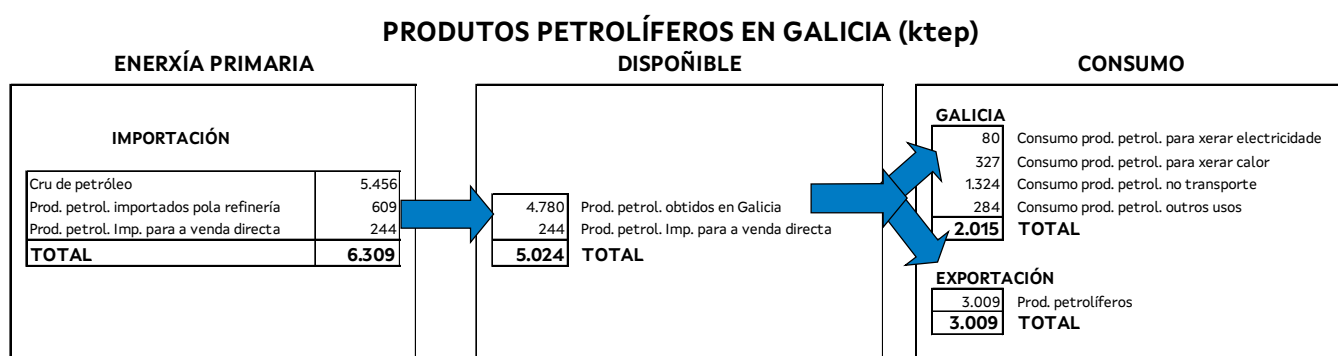 PRODUTOS PETROLÍFEROS EN GALICIA (ktep)
ENERXÍA PRIMARIA
IMPORTACIÓN
Cru de petróleo 5.456
Prod. petrol. importados pola refinería 609
Prod. petrol. Imp. para a venda directa 244
TOTAL 6.309
DISPOÑIBLE
4.780 Prod. petrol. obtidos en Galicia
244 Prod. petrol. Imp. para a venda directa
5.024 TOTAL
CONSUMO
GALICIA
80 Consumo prod. petrol. para xerar electricidade
327 Consumo prod. petrol. para xerar calor
1.324 Consumo prod. petrol. no transporte
284 Consumo prod. petrol. outros usos
2.015 TOTAL
EXPORTACIÓN
3.009 Prod. petrolíferos
3.009 TOTAL